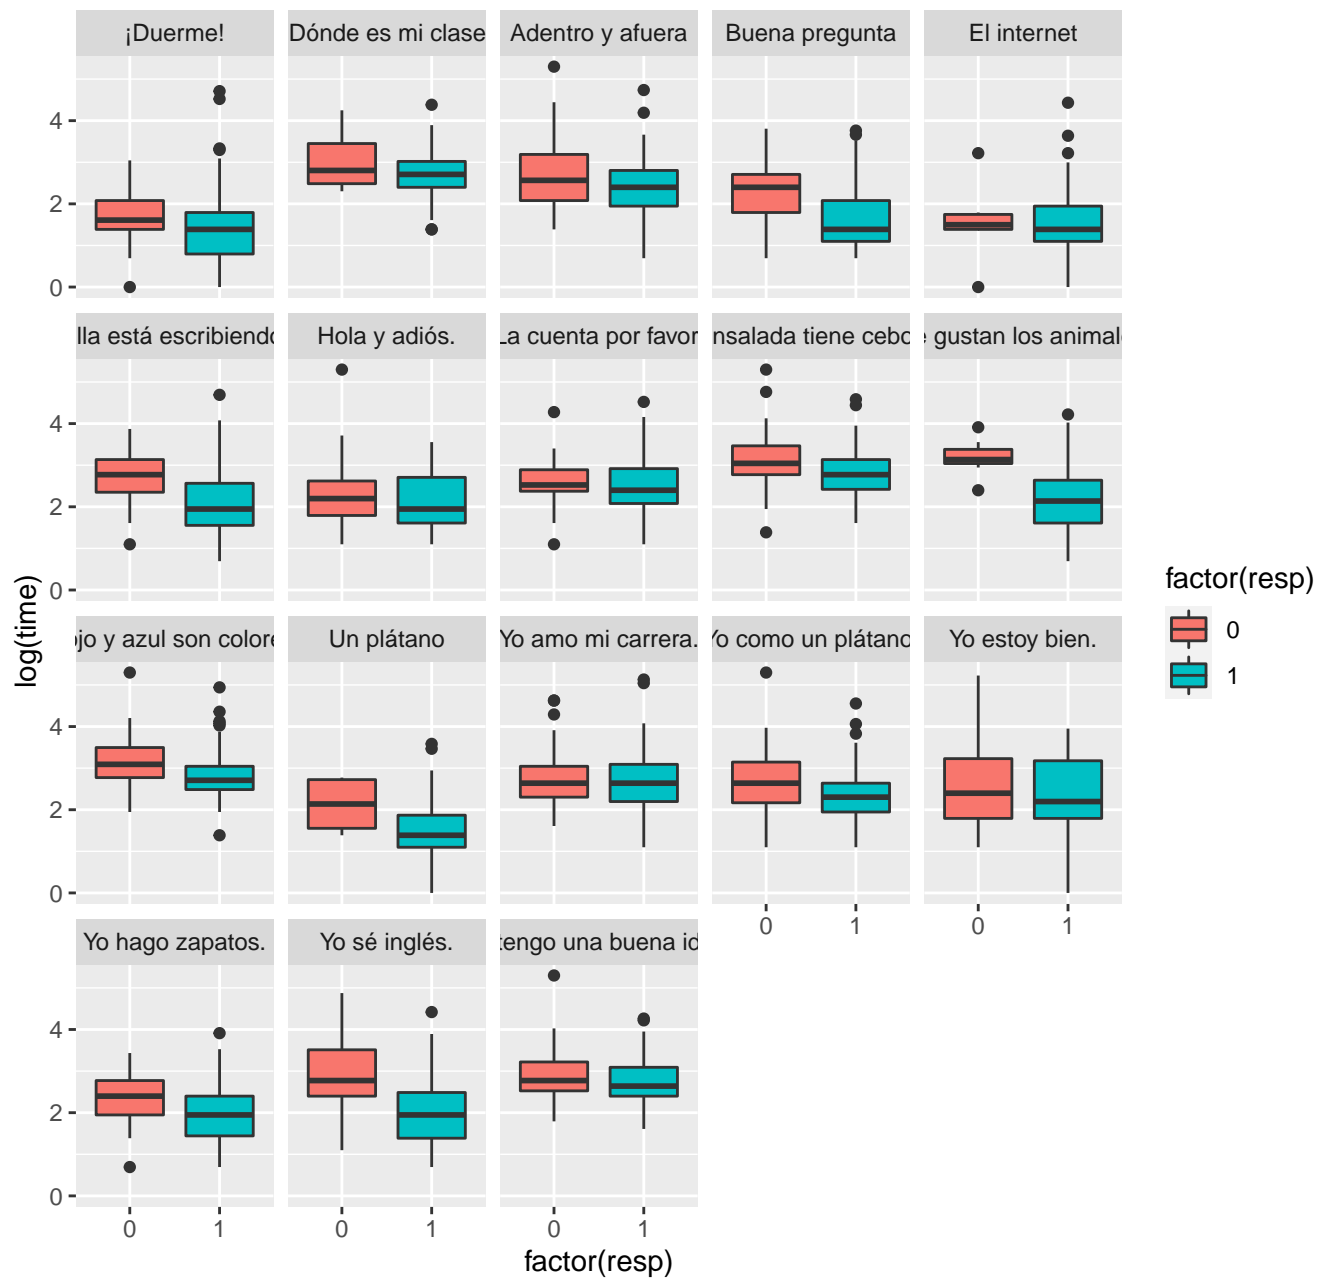 ¡Duerme!
Dónde es mi clase
Adentro y afuera
Buena pregunta
El internet
4
2
0
lla está escribiendo
Hola y adiós.
La cuenta por favor
nsalada tiene cebo
gustan los animal
4
2
0
log(time)
ojo y azul son colore
Un plátano
Yo amo mi carrera.
Yo como un plátano
Yo estoy bien.
4
2
0
0 1
0 1
Yo hago zapatos.
Yo sé inglés.
tengo una buena id
4
2
0
0 1
0 1
0 1
factor(resp)
factor(resp)
0
1